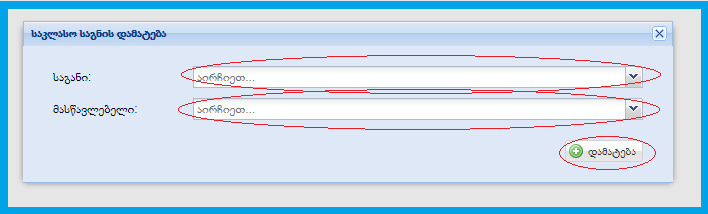 საკლასო საგნის დამატება
საგანი: აირჩიეთ...
მასწავლებელი: აირჩიეთ...
დამატება